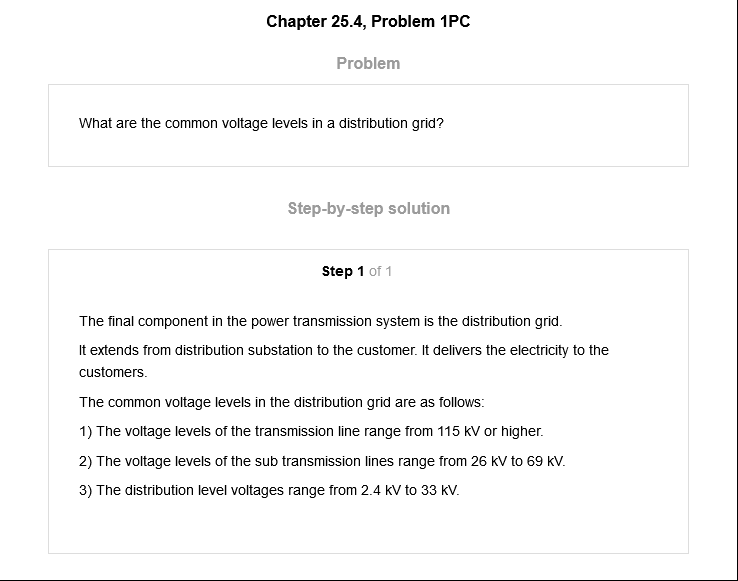 Chapter 25.4, Problem 1PC
Problem
What are the common voltage levels in a distribution grid?
Step-by-step solution
Step 1 of 1
The final component in the power transmission system is the distribution grid.
It extends from distribution substation to the customer. It delivers the electricity to the
customers.
The common voltage levels in the distribution grid are as follows:
1) The voltage levels of the transmission line range from 115 kV or higher.
2) The voltage levels of the sub transmission lines range from 26 kV to 69 kV.
3) The distribution level voltages range from 2.4 kV to 33 kV.